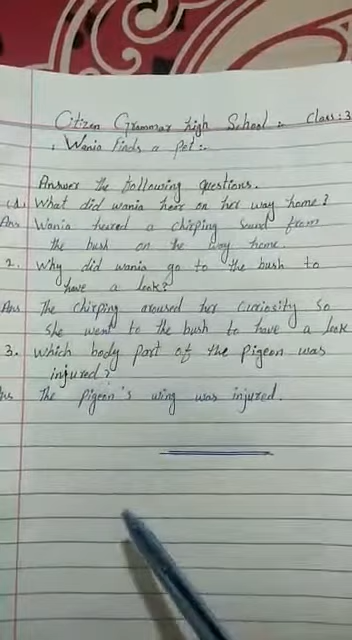 Citizen Grammar high School :- Class:3
: Wania Finds a pet :-
Answer the following questions.
Q1. What did wania hear on her way home?
Ans Wania heared a chirping sound from
the bush on the way home.
2. Why did wania go to the bush to
have a look?
Ans The chirping aroused her curiosity so
she went to the bush to have a look
3. Which body part of the pigeon was
injured?
Ans The pigeon's wing was injured.